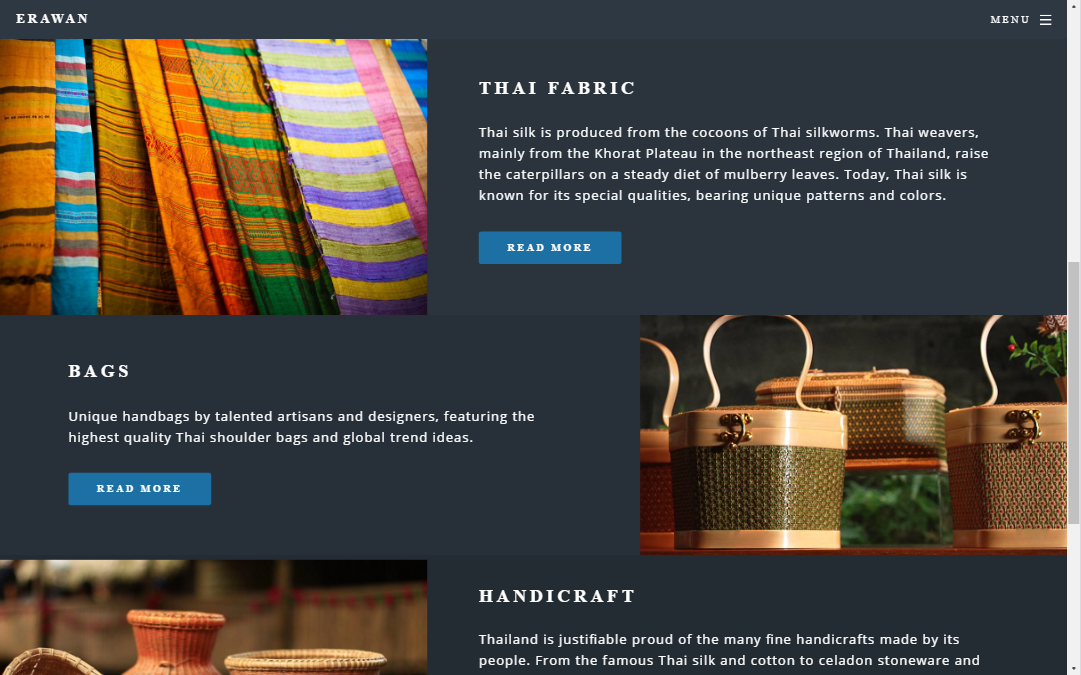 ERAWAN
MENU
THAI FABRIC
Thai silk is produced from the cocoons of Thai silkworms. Thai weavers,
mainly from the Khorat Plateau in the northeast region of Thailand, raise
the caterpillars on a steady diet of mulberry leaves. Today, Thai silk is
known for its special qualities, bearing unique patterns and colors.
READ MORE
BAGS
Unique handbags by talented artisans and designers, featuring the
highest quality Thai shoulder bags and global trend ideas.
READ MORE
HANDICRAFT
Thailand is justifiable proud of the many fine handicrafts made by its
people. From the famous Thai silk and cotton to celadon stoneware and